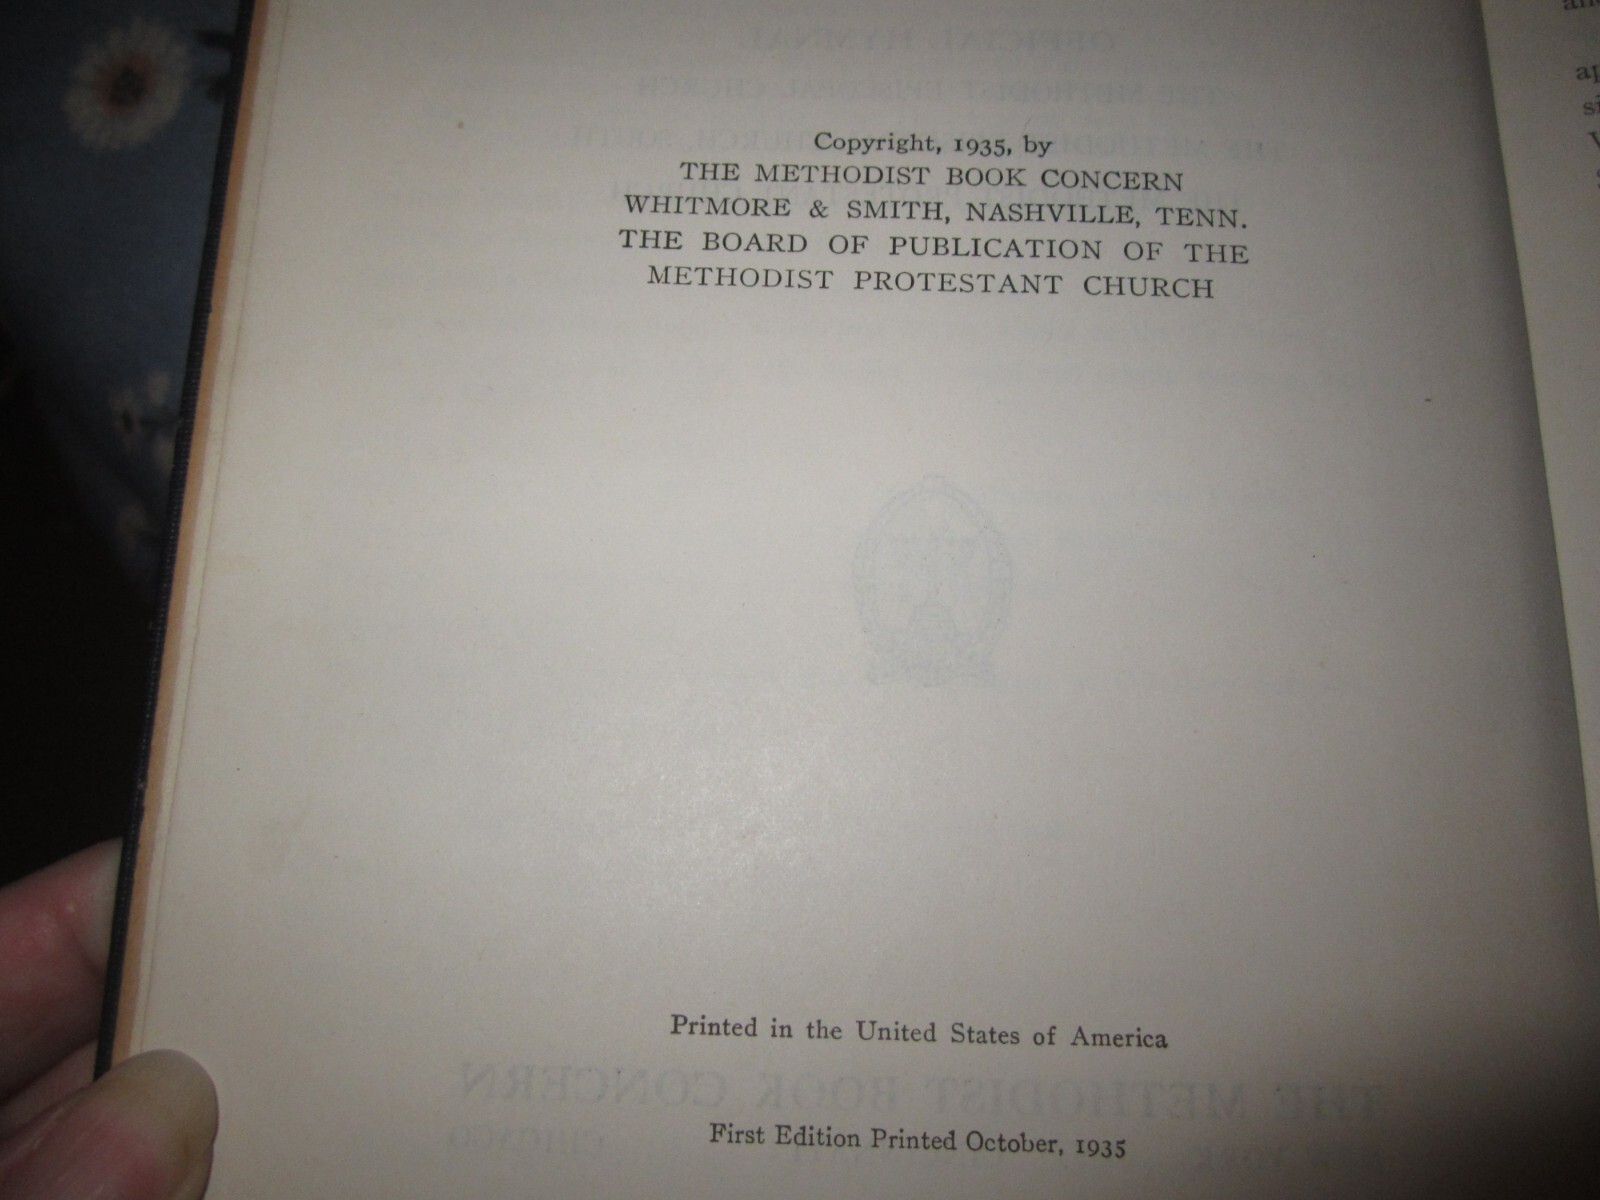 Copyright, 1935, by
THE METHODIST BOOK CONCERN
WHITMORE & SMITH, NASHVILLE, TENN.
THE BOARD OF PUBLICATION OF THE
METHODIST PROTESTANT CHURCH
Printed in the United States of America
First Edition Printed October, 1935